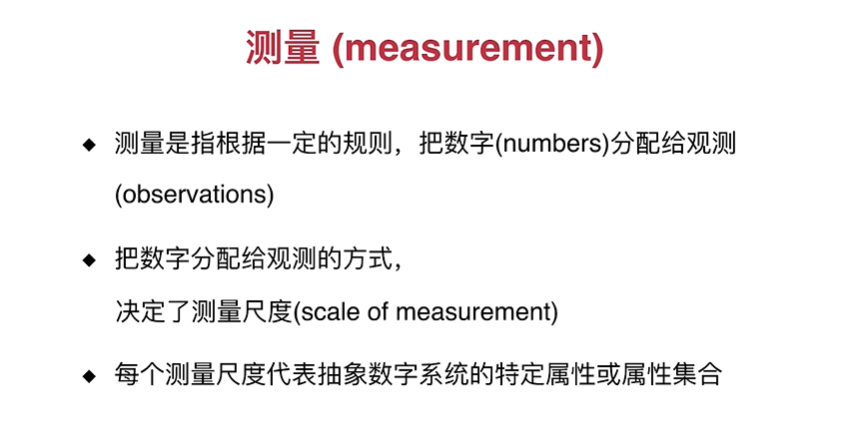 测量 (measurement)
◆ 测量是指根据一定的规则，把数字(numbers)分配给观测
(observations)
◆ 把数字分配给观测的方式，
决定了测量尺度(scale of measurement)
◆ 每个测量尺度代表抽象数字系统的特定属性或属性集合